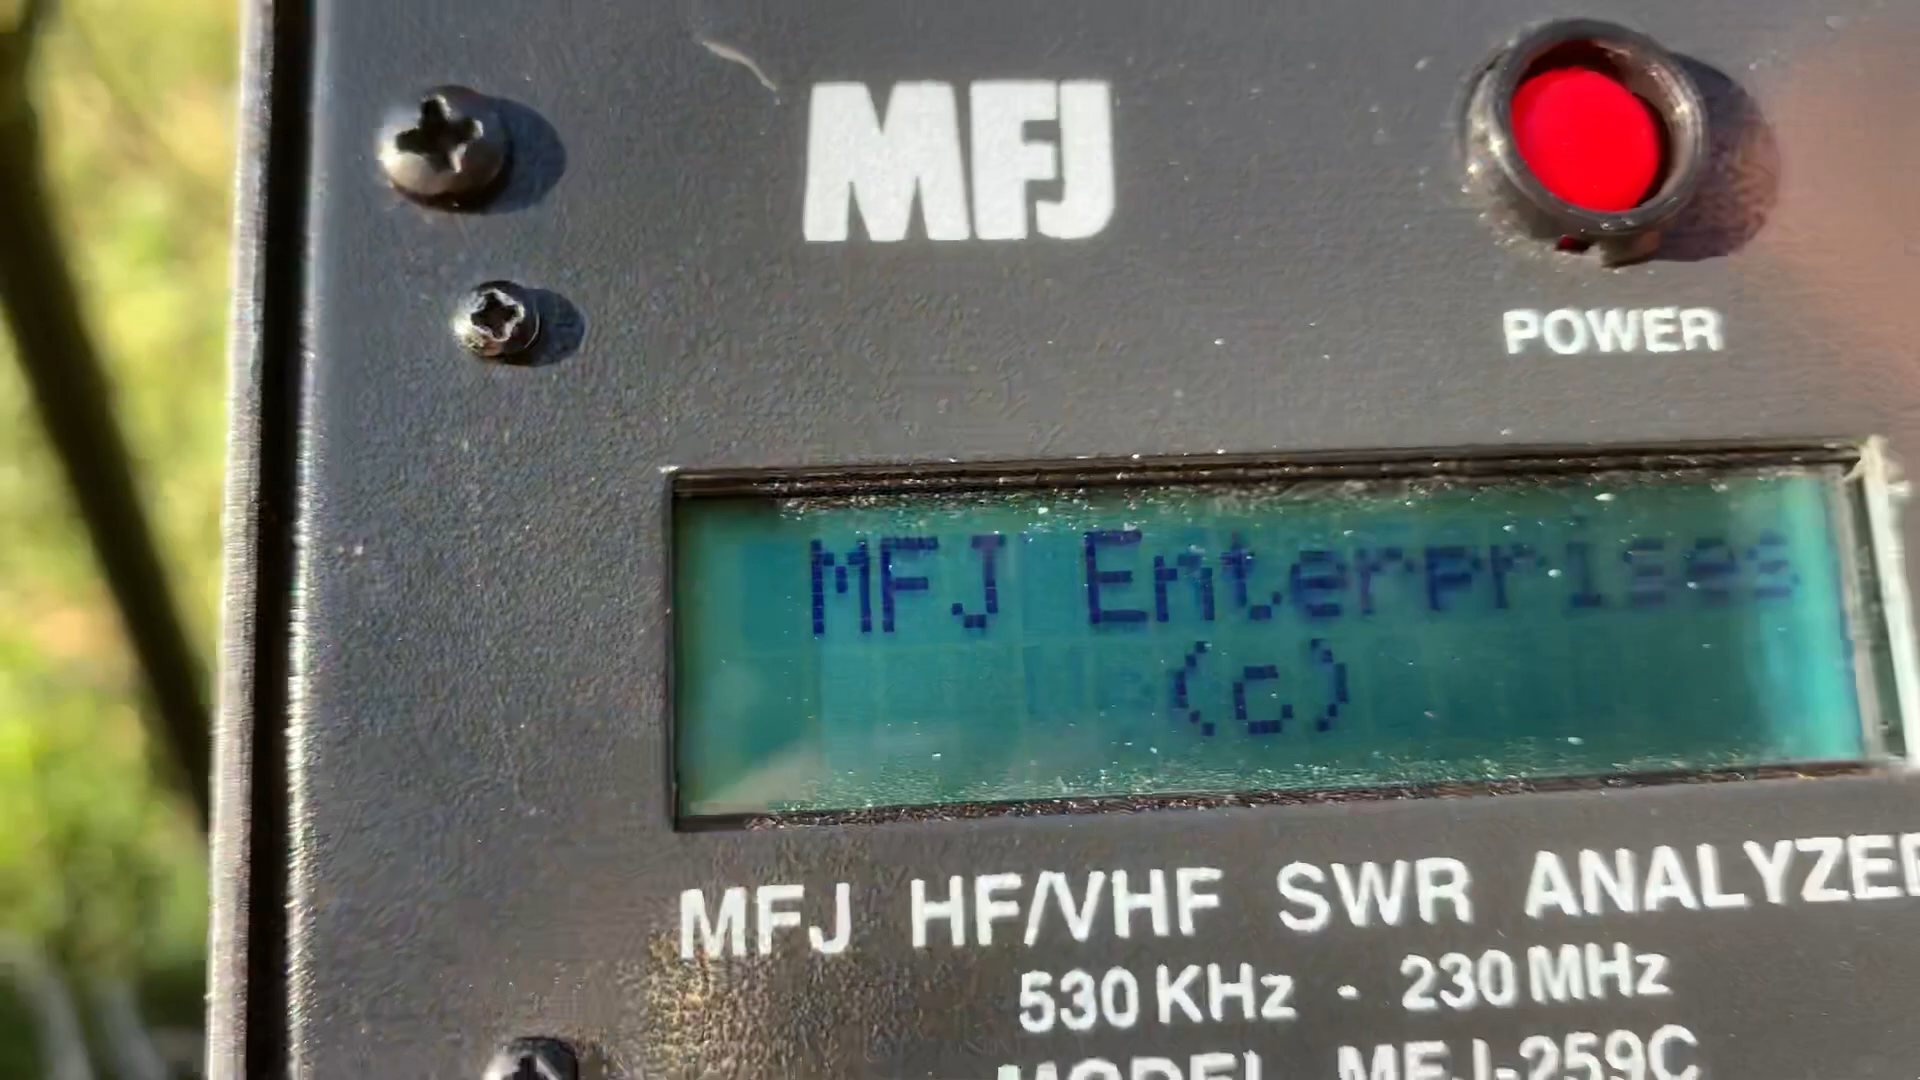 MFJ
POWER
MFJ Enterprises
(c)
MFJ HF/VHF SWR ANALYZER
530 KHz - 230 MHz
MODEL MFJ-259C